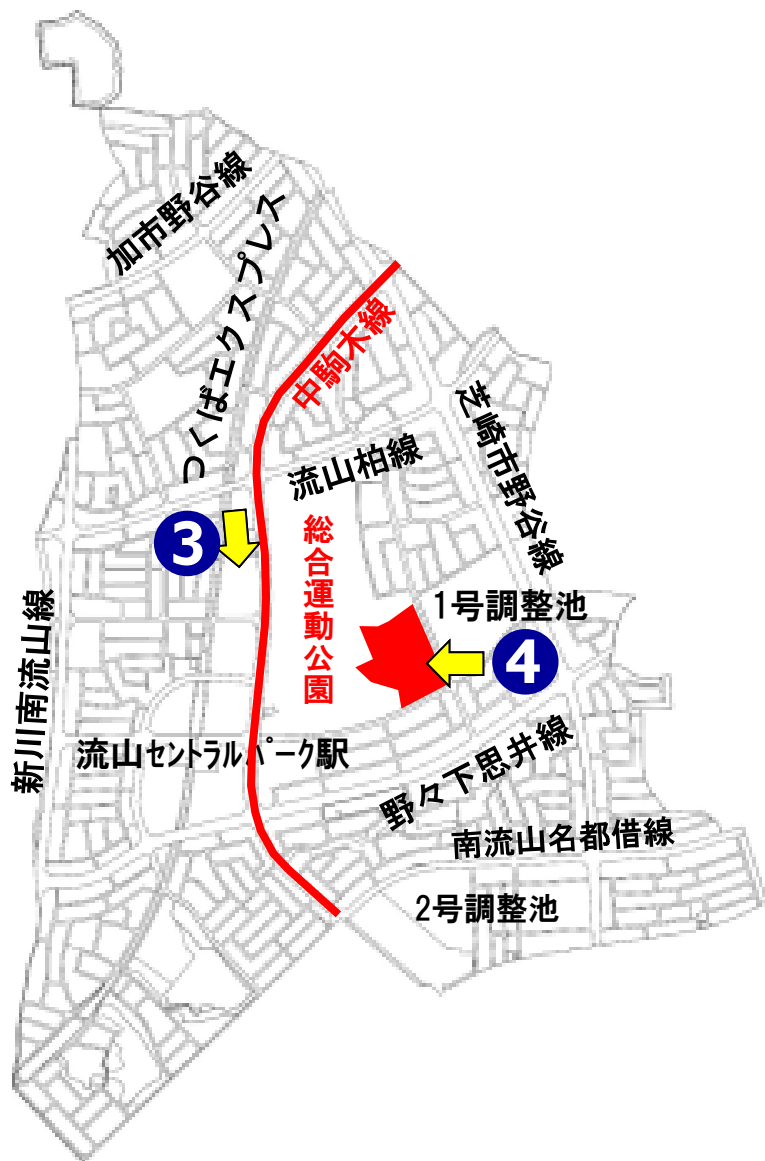 加市野谷線
つくばエクスプレス
中駒木線
芝崎市野谷線
流山柏線
3
総合運動公園
1号調整池
4
新川南流山線
流山セントラルパーク駅
野々下思井線
南流山名都借線
2号調整池